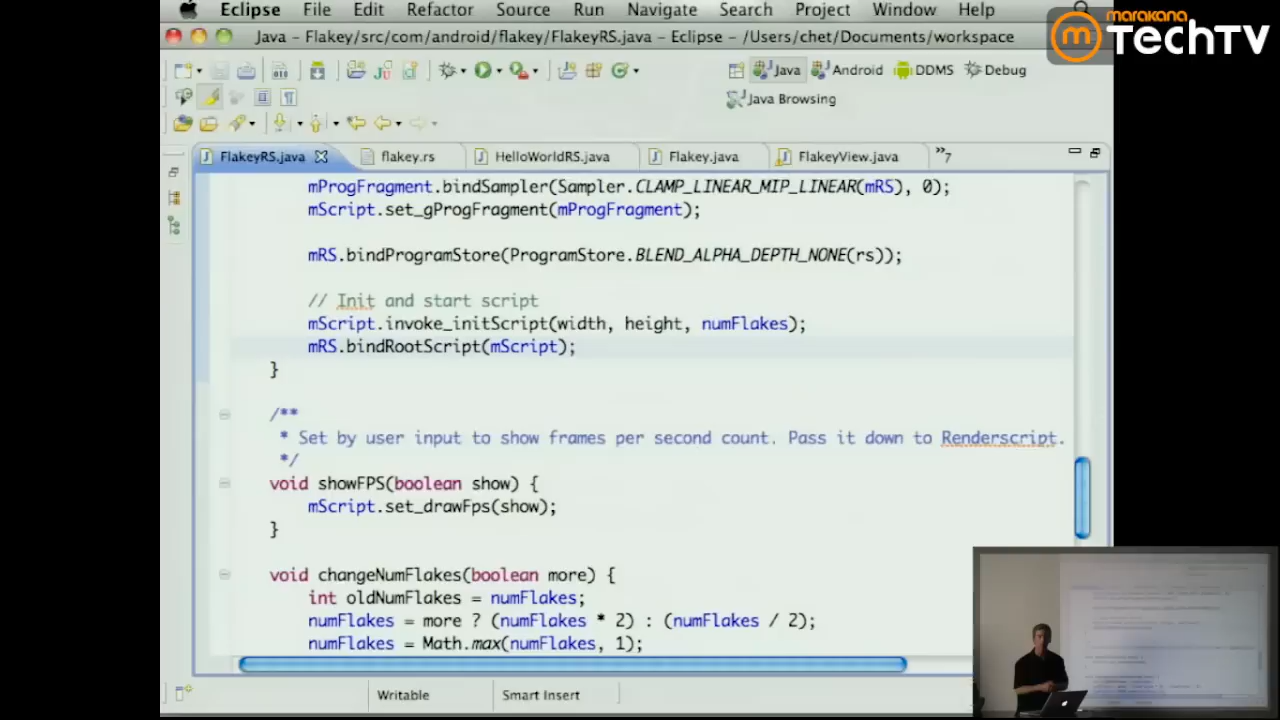 Eclipse File Edit Refactor Source Run Navigate Search Project Window Help
marakana
TechTV
Java – Flakey/src/com/android/flakey/FlakeyRS.java – Eclipse – /Users/chet/Documents/workspace
Java Android DDMS Debug
Java Browsing
FlakeyRS.java flakey.rs HelloWorldRS.java Flakey.java FlakeyView.java »7
mProgFragment.bindSampler(Sampler.CLAMP_LINEAR_MIP_LINEAR(mRS), 0);
mScript.set_gProgFragment(mProgFragment);
mRS.bindProgramStore(ProgramStore.BLEND_ALPHA_DEPTH_NONE(rs));
// Init and start script
mScript.invoke_initScript(width, height, numFlakes);
mRS.bindRootScript(mScript);
}
/**
* Set by user input to show frames per second count. Pass it down to Renderscript.
*/
void showFPS(boolean show) {
mScript.set_drawFps(show);
}
void changeNumFlakes(boolean more) {
int oldNumFlakes = numFlakes;
numFlakes = more ? (numFlakes * 2) : (numFlakes / 2);
numFlakes = Math.max(numFlakes, 1);
Writable Smart Insert